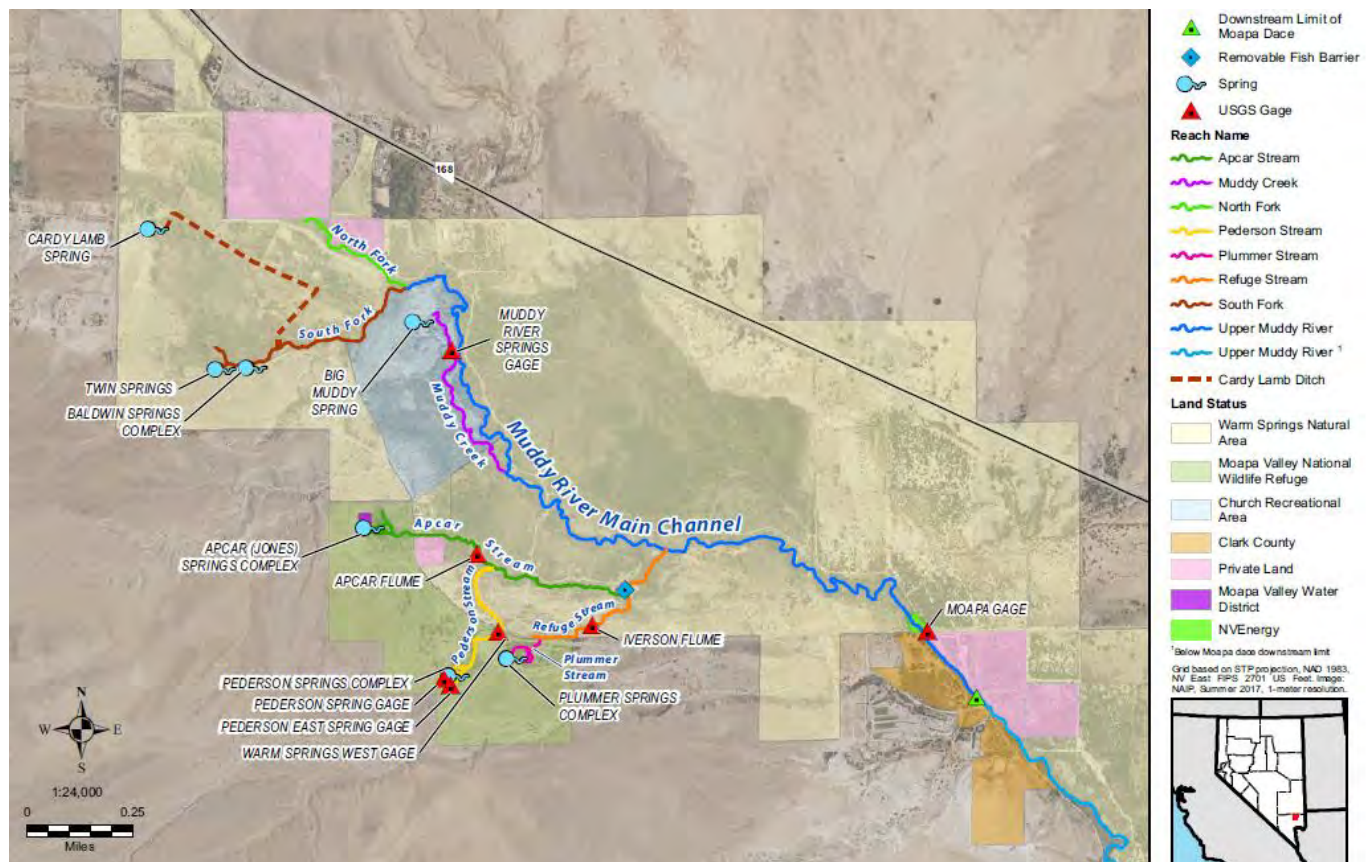 168
CARDY LAMB
SPRING
North Fork
South Fork
MUDDY
RIVER
SPRINGS
GAGE
TWIN SPRINGS
BALDWIN SPRINGS
COMPLEX
BIG
MUDDY
SPRING
Muddy Creek
Muddy River Main Channel
Apcar
Stream
APCAR (JONES)
SPRINGS COMPLEX
APCAR FLUME
Pederson Stream
Refuge Stream
IVERSON FLUME
MOAPA GAGE
Plummer
Stream
PEDERSON SPRINGS COMPLEX
PEDERSON SPRING GAGE
PEDERSON EAST SPRING GAGE
WARM SPRINGS WEST GAGE
PLUMMER SPRINGS
COMPLEX
N
W
E
S
1:24,000
0 0.25
Miles
Downstream Limit of
Moapa Dace
Removable Fish Barrier
Spring
USGS Gage
Reach Name
Apcar Stream
Muddy Creek
North Fork
Pederson Stream
Plummer Stream
Refuge Stream
South Fork
Upper Muddy River
Upper Muddy River 1
Cardy Lamb Ditch
Land Status
Warm Springs Natural
Area
Moapa Valley National
Wildlife Refuge
Church Recreational
Area
Clark County
Private Land
Moapa Valley Water
District
NVEnergy
1Below Moapa dace downstream limit
Grid based on STP projection, NAD 1983,
NV East FIPS 2701 US Feet. Image:
NAIP, Summer 2017, 1-meter resolution.